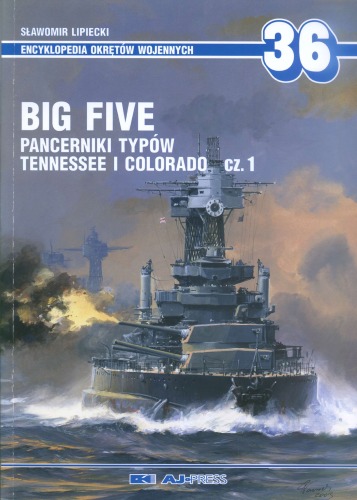 SŁAWOMIR LIPIECKI
ENCYKLOPEDIA OKRĘTÓW WOJENNYCH
36
BIG FIVE
PANCERNIKI TYPÓW
TENNESSEE I COLORADO cz.1
AJ-PRESS